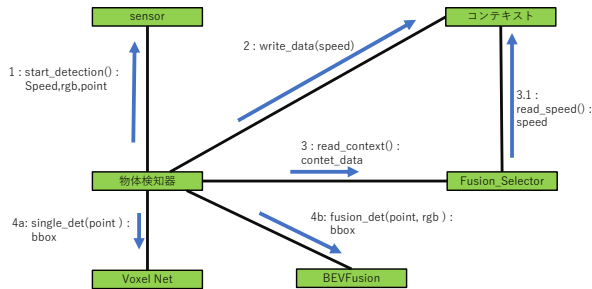 sensor
コンテキスト
2 : write_data(speed)
1 : start_detection() :
Speed,rgb,point
3.1 :
read_speed() :
speed
3 : read_context() :
contet_data
物体検知器
Fusion_Selector
4a: single_det(point ) :
bbox
4b: fusion_det(point, rgb ) :
bbox
Voxel Net
BEVFusion